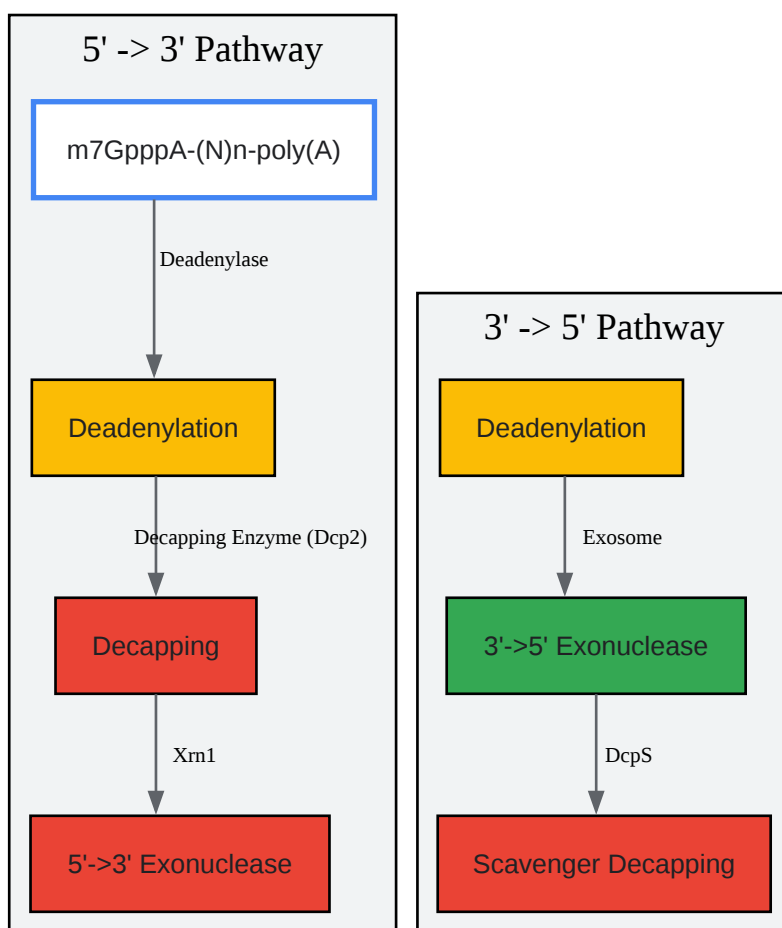 5' -> 3' Pathway
m7GpppA-(N)n-poly(A)
Deadenylase
Deadenylation
Decapping Enzyme (Dcp2)
Decapping
Xrn1
5'->3' Exonuclease
3' -> 5' Pathway
Deadenylation
Exosome
3'->5' Exonuclease
DcpS
Scavenger Decapping